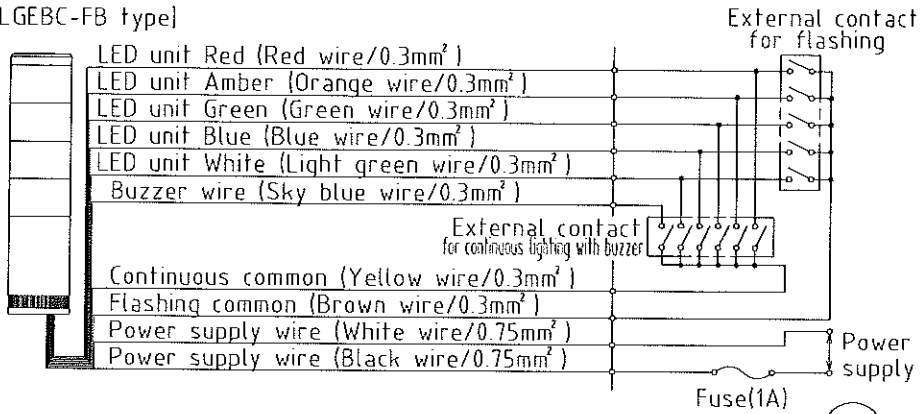 LGEBC-FB type]
External contact
for flashing
LED unit Red (Red wire/0.3mm²)
LED unit Amber (Orange wire/0.3mm²)
LED unit Green (Green wire/0.3mm²)
LED unit Blue (Blue wire/0.3mm²)
LED unit White (Light green wire/0.3mm²)
Buzzer wire (Sky blue wire/0.3mm²)
External contact
for continuous lighting with buzzer
Continuous common (Yellow wire/0.3mm²)
Flashing common (Brown wire/0.3mm²)
Power supply wire (White wire/0.75mm²)
Power supply wire (Black wire/0.75mm²)
Power
supply
Fuse(1A)